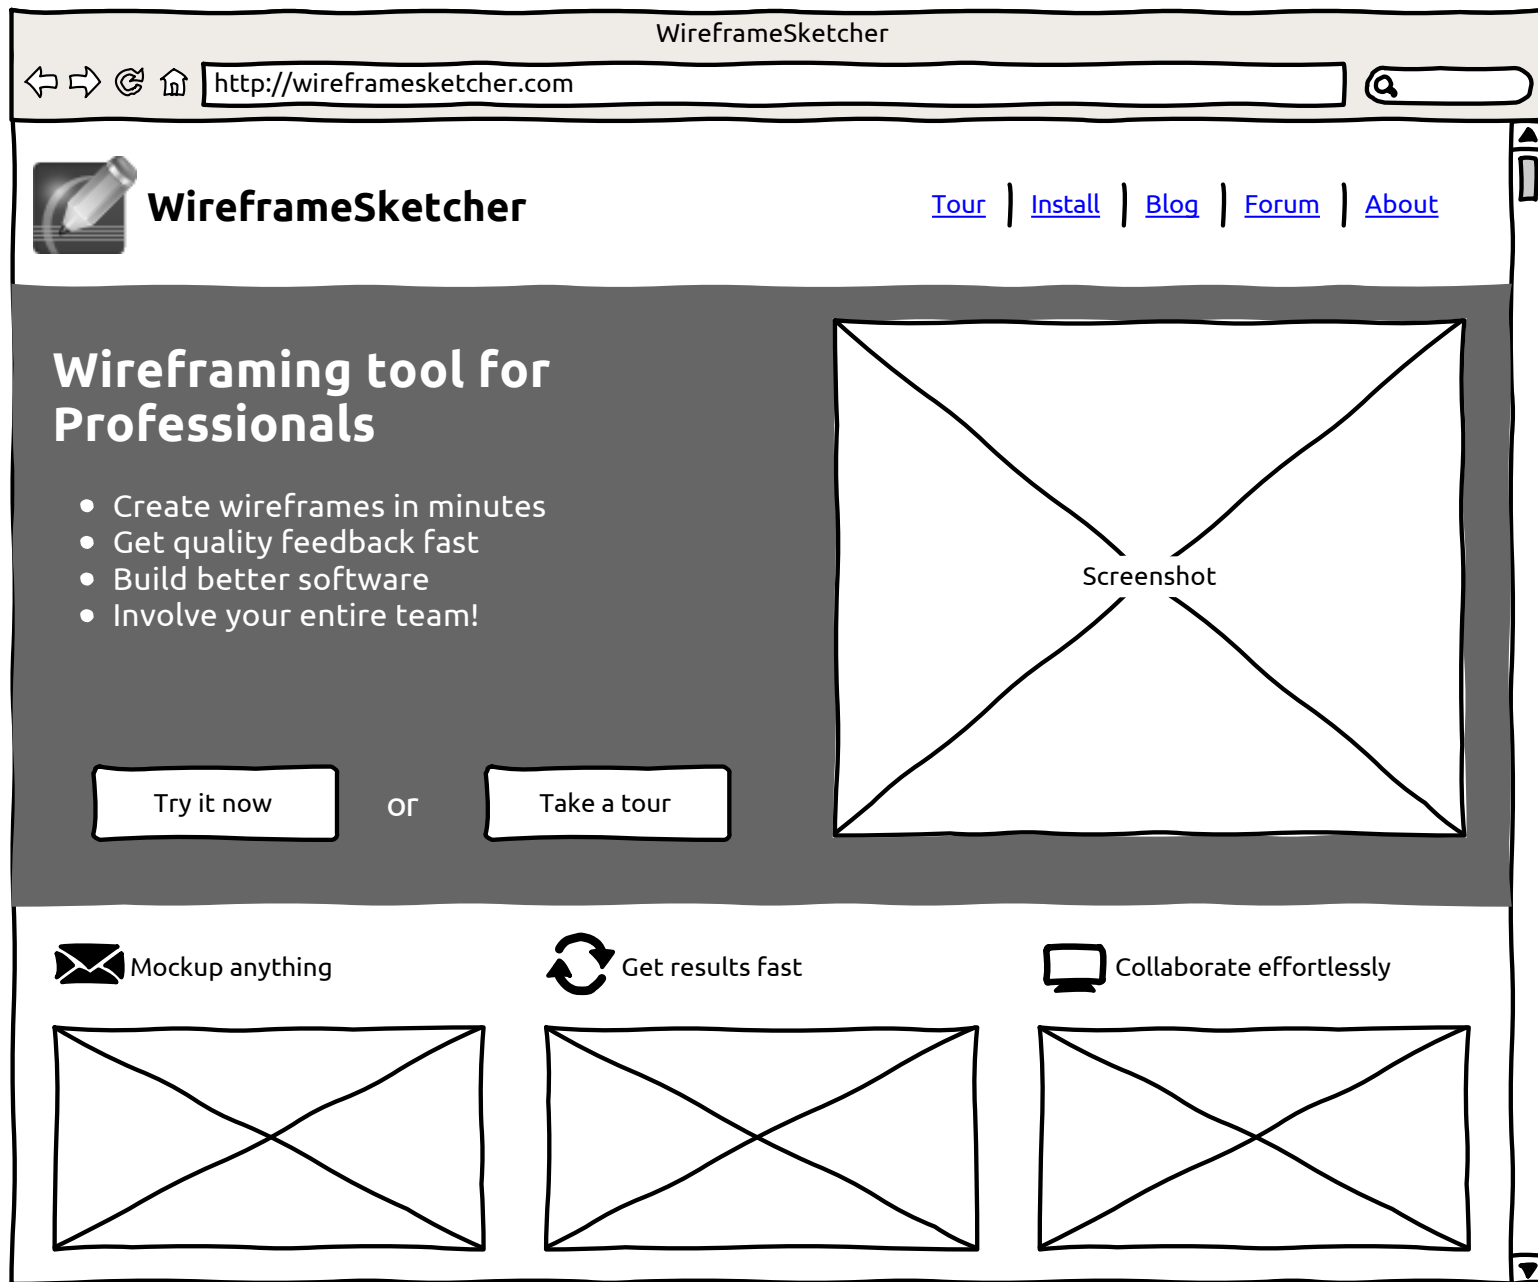 WireframeSketcher
http://wireframesketcher.com
WireframeSketcher
Tour Install Blog Forum About
Wireframing tool for
Professionals
Create wireframes in minutes
Get quality feedback fast
Build better software
Involve your entire team!
Screenshot
Try it now or Take a tour
Mockup anything Get results fast Collaborate effortlessly